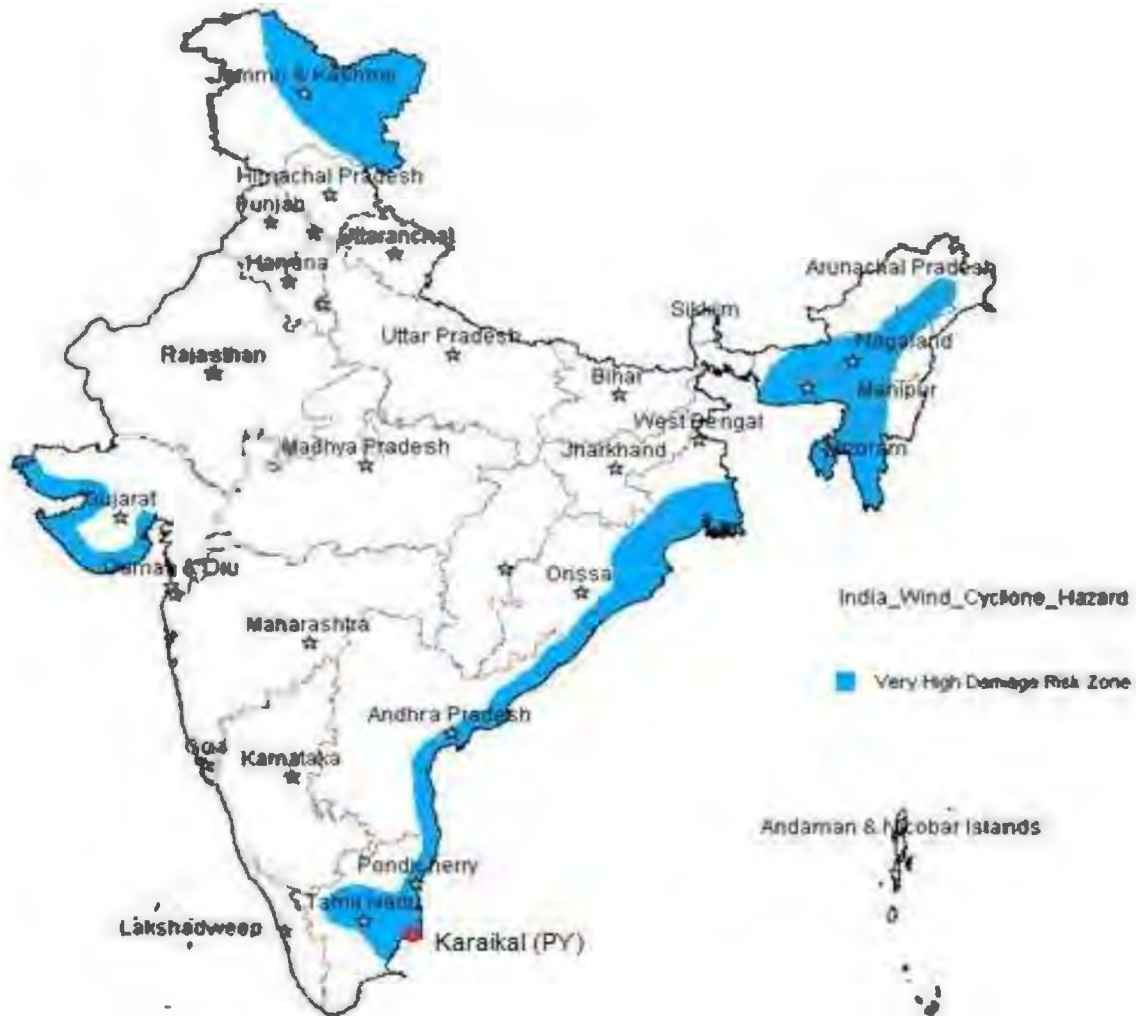 Jammu & Kashmir
Himachal Pradesh
Punjab
Uttaranchal
Haryana
Arunachal Pradesh
Sikkim
Uttar Pradesh
Nagaland
Rajasthan
Bihar
Manipur
West Bengal
Madhya Pradesh
Jharkhand
Mizoram
Gujarat
Daman & Diu
Orissa
India_Wind_Cyclone_Hazard
Maharashtra
Very High Damage Risk Zone
Andhra Pradesh
Goa
Karnataka
Andaman & Nicobar Islands
Pondicherry
Tamil Nadu
Lakshadweep
Karaikal (PY)